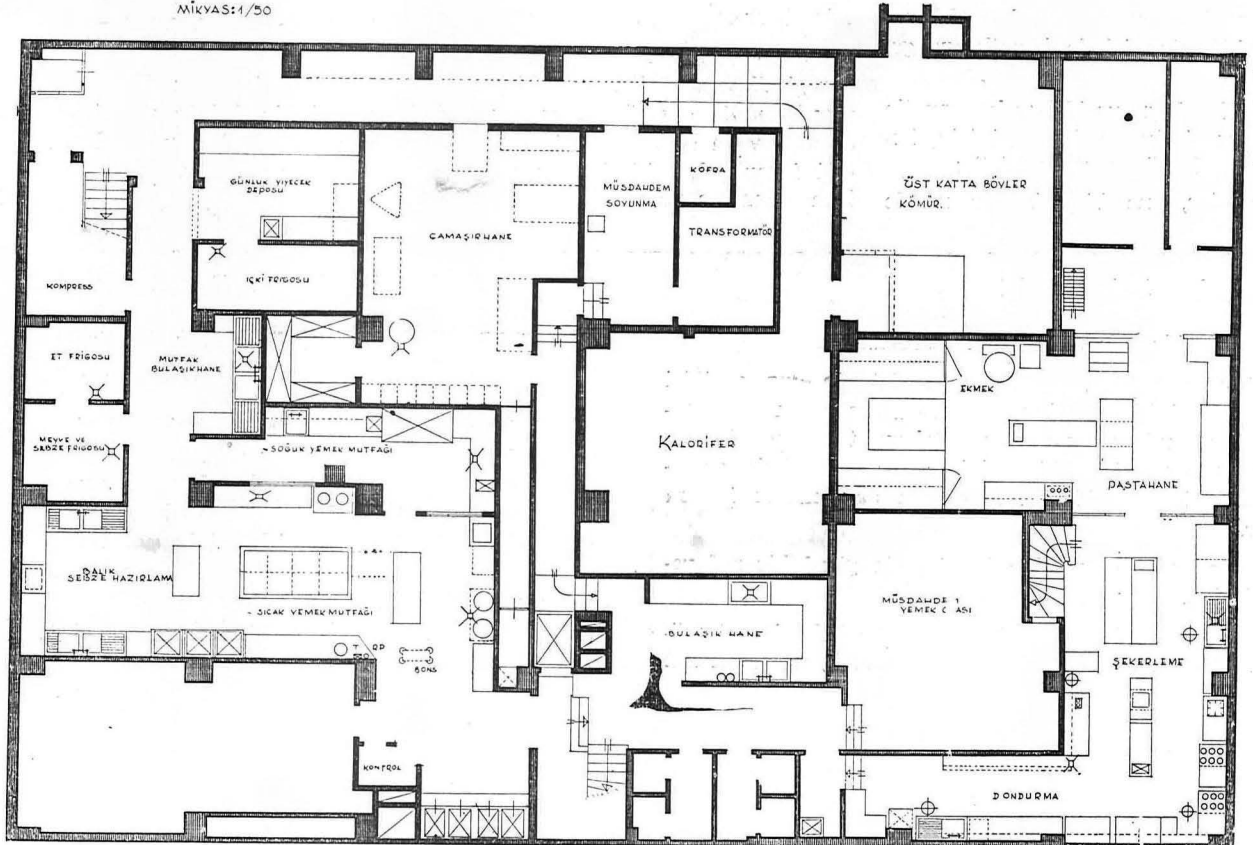 MİKYAS:1/50
GÜNLÜK YİYECEK
DEPOSU
İÇKİ FRİGOSU
KOMPRESS
ÇAMAŞIRHANE
MÜSDAHDEM
SOYUNMA
KOFRA
TRANSFORMATÖR
ÜST KATTA BÖYLER
KÖMÜR.
ET FRİGOSU
MUTFAK
BULAŞIKHANE
MEYVE VE
SEBZE FRİGOSU
- SOĞUK YEMEK MUTFAĞI
KALORİFER
EKMEK
PASTAHANE
BALIK
SEBZE HAZIRLAMA
- SICAK YEMEK MUTFAĞI
BONS
BULAŞIK HANE
YEMEK
ŞEKERLEME
KONTROL
DONDURMA